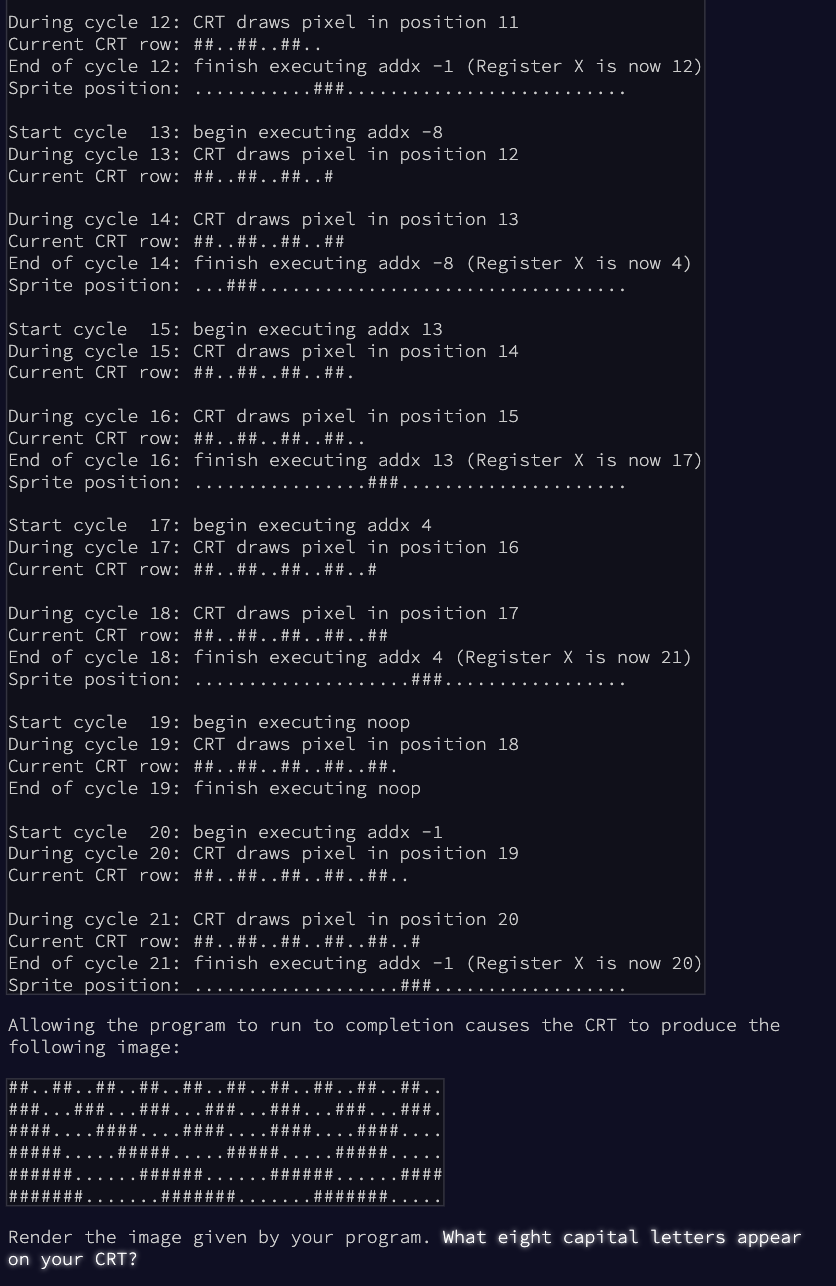 During cycle 12: CRT draws pixel in position 11
Current CRT row: ##..##..##..
End of cycle 12: finish executing addx -1 (Register X is now 12)
Sprite position: ...........###..........................

Start cycle  13: begin executing addx -8
During cycle 13: CRT draws pixel in position 12
Current CRT row: ##..##..##..#

During cycle 14: CRT draws pixel in position 13
Current CRT row: ##..##..##..##
End of cycle 14: finish executing addx -8 (Register X is now 4)
Sprite position: ...###..................................

Start cycle  15: begin executing addx 13
During cycle 15: CRT draws pixel in position 14
Current CRT row: ##..##..##..##.

During cycle 16: CRT draws pixel in position 15
Current CRT row: ##..##..##..##..
End of cycle 16: finish executing addx 13 (Register X is now 17)
Sprite position: ................###.....................

Start cycle  17: begin executing addx 4
During cycle 17: CRT draws pixel in position 16
Current CRT row: ##..##..##..##..#

During cycle 18: CRT draws pixel in position 17
Current CRT row: ##..##..##..##..##
End of cycle 18: finish executing addx 4 (Register X is now 21)
Sprite position: ....................###.................

Start cycle  19: begin executing noop
During cycle 19: CRT draws pixel in position 18
Current CRT row: ##..##..##..##..##.
End of cycle 19: finish executing noop

Start cycle  20: begin executing addx -1
During cycle 20: CRT draws pixel in position 19
Current CRT row: ##..##..##..##..##..

During cycle 21: CRT draws pixel in position 20
Current CRT row: ##..##..##..##..##..#
End of cycle 21: finish executing addx -1 (Register X is now 20)
Sprite position: ...................###..................

Allowing the program to run to completion causes the CRT to produce the
following image:

##..##..##..##..##..##..##..##..##..##..
###...###...###...###...###...###...###.
####....####....####....####....####....
#####.....#####.....#####.....#####.....
######......######......######......####
#######.......#######.......#######.....

Render the image given by your program. What eight capital letters appear
on your CRT?